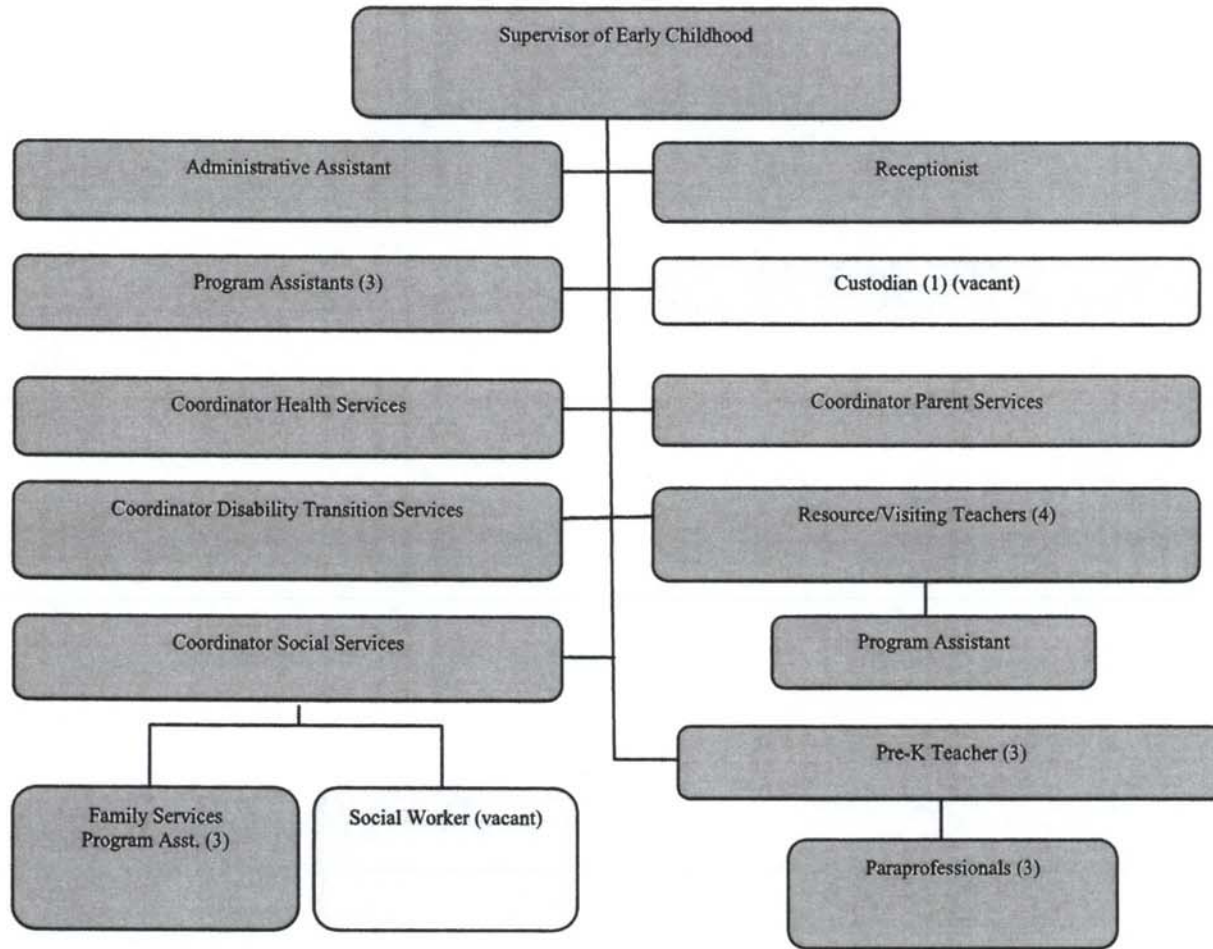 Supervisor of Early Childhood
Administrative Assistant
Receptionist
Program Assistants (3)
Custodian (1) (vacant)
Coordinator Health Services
Coordinator Parent Services
Coordinator Disability Transition Services
Resource/Visiting Teachers (4)
Coordinator Social Services
Program Assistant
Pre-K Teacher (3)
Family Services
Program Asst. (3)
Social Worker (vacant)
Paraprofessionals (3)